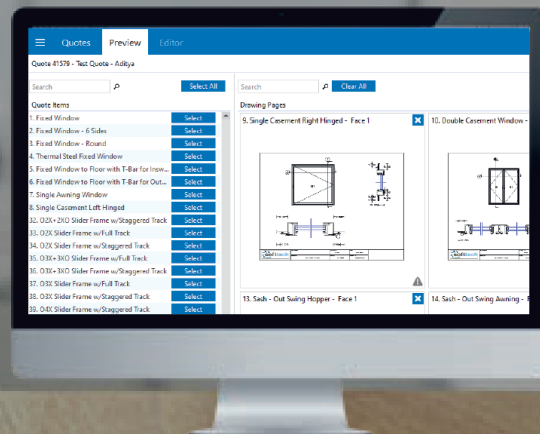 Quotes Preview Editor
Quote 41579 - Test Quote - Aditya
Search Select All
Quote Items
1. Fixed Window Select
2. Fixed Window - 6 Sides Select
3. Fixed Window - Round Select
4. Thermal Steel Fixed Window Select
5. Fixed Window to Floor with T-Bar for Insw... Select
6. Fixed Window to Floor with T-Bar for Out... Select
7. Single Awning Window Select
8. Single Casement Left Hinged Select
32. O2X+2XO Slider Frame w/Staggered Track Select
33. O2X Slider Frame w/Full Track Select
34. O2X Slider Frame w/Staggered Track Select
35. O3X+3XO Slider Frame w/Full Track Select
36. O3X+3XO Slider Frame w/Staggered Track Select
37. O3X Slider Frame w/Full Track Select
38. O3X Slider Frame w/Staggered Track Select
39. O4X Slider Frame w/Staggered Track Select
Search Clear All
Drawing Pages
9. Single Casement Right Hinged - Face 1
10. Double Casement Window -
13. Sash - Out Swing Hopper - Face 1
14. Sash - Out Swing Awning -